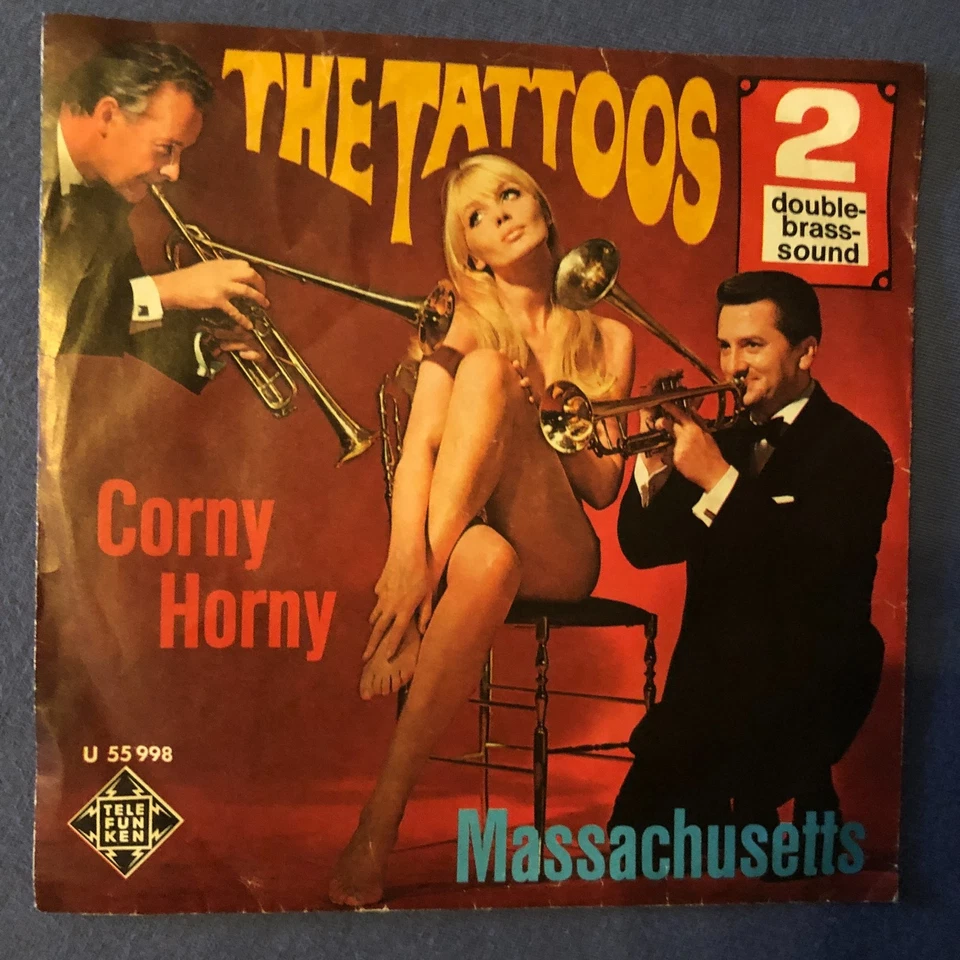 THE TATTOOS
2
double-
brass-
sound
Corny
Horny
U 55 998
TELE
FUN
KEN
Massachusetts